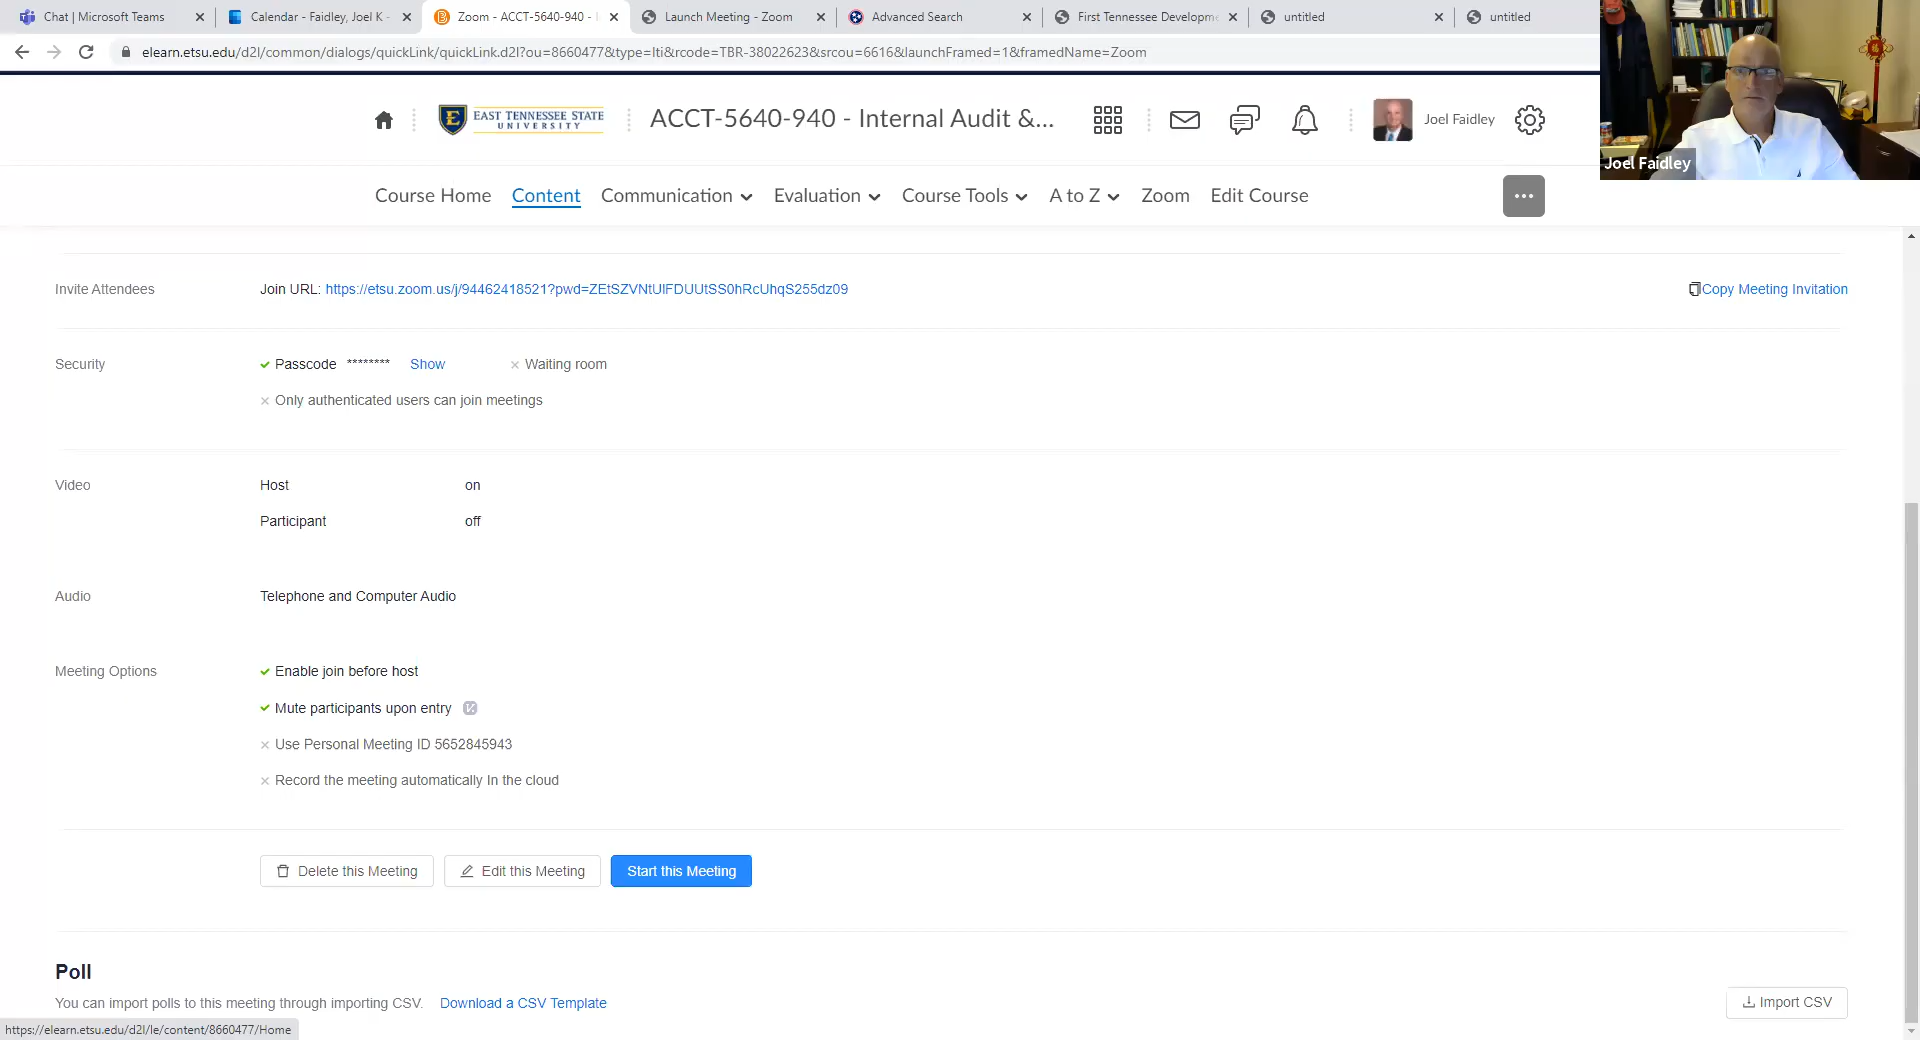 Chat | Microsoft Teams
Calendar - Faidley, Joel K -
Zoom - ACCT-5640-940 -
Launch Meeting - Zoom
Advanced Search
First Tennessee Developm
untitled
untitled
elearn.etsu.edu/d2l/common/dialogs/quickLink/quickLink.d2l?ou=8660477&type=lti&rcode=TBR-38022623&srcou=6616&launchFramed=1&framedName=Zoom
EAST TENNESSEE STATE
UNIVERSITY
ACCT-5640-940 - Internal Audit &...
Joel Faidley
Joel Faidley
Course Home
Content
Communication
Evaluation
Course Tools
A to Z
Zoom
Edit Course
Invite Attendees
Join URL: https://etsu.zoom.us/j/94462418521?pwd=ZEtSZVNtUlFDUUtSS0hRcUhqS255dz09
Copy Meeting Invitation
Security
Passcode ******** Show
Waiting room
Only authenticated users can join meetings
Video
Host on
Participant off
Audio
Telephone and Computer Audio
Meeting Options
Enable join before host
Mute participants upon entry
Use Personal Meeting ID 5652845943
Record the meeting automatically In the cloud
Delete this Meeting
Edit this Meeting
Start this Meeting
Poll
You can import polls to this meeting through importing CSV. Download a CSV Template
Import CSV
https://elearn.etsu.edu/d2l/le/content/8660477/Home